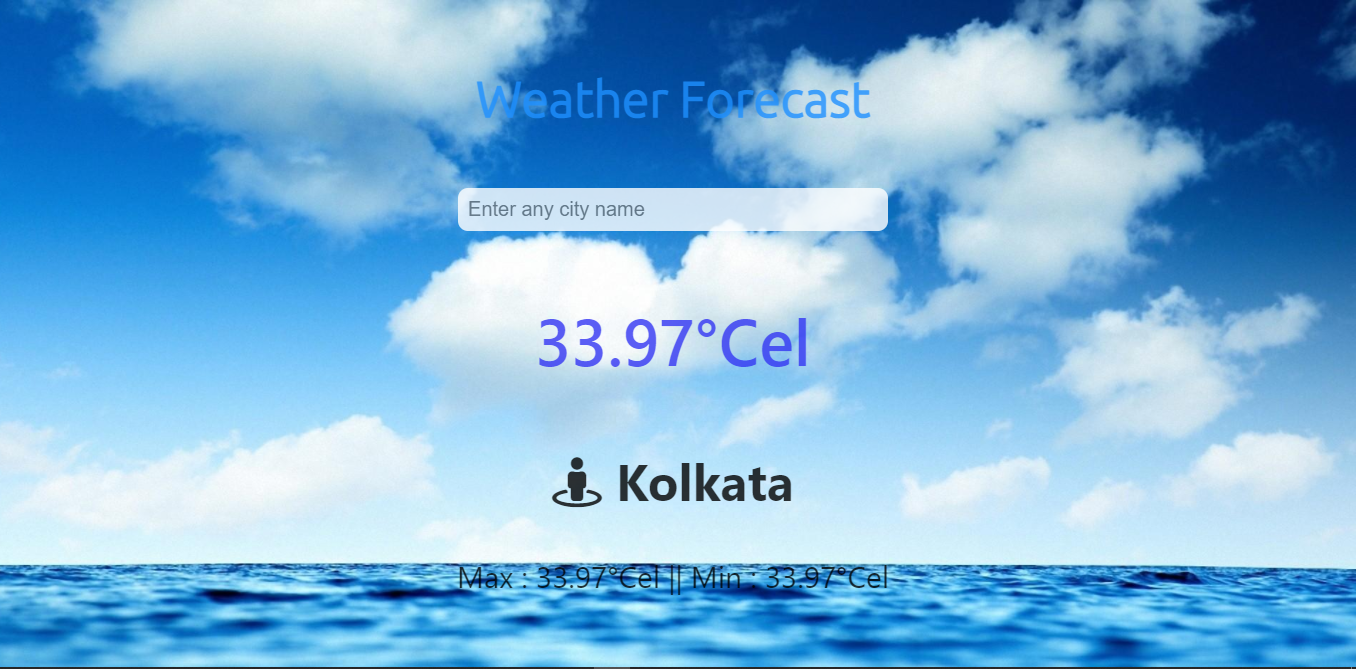 Weather Forecast
Enter any city name
33.97°Cel
Kolkata
Max : 33.97°Cel || Min : 33.97°Cel